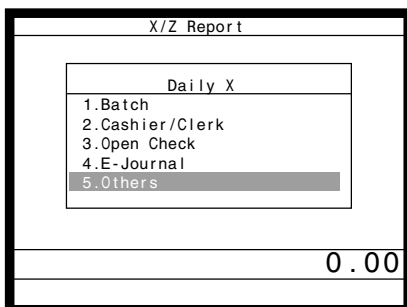 X/Z Report
Daily X
1.Batch
2.Cashier/Clerk
3.Open Check
4.E-Journal
5.Others
0.00